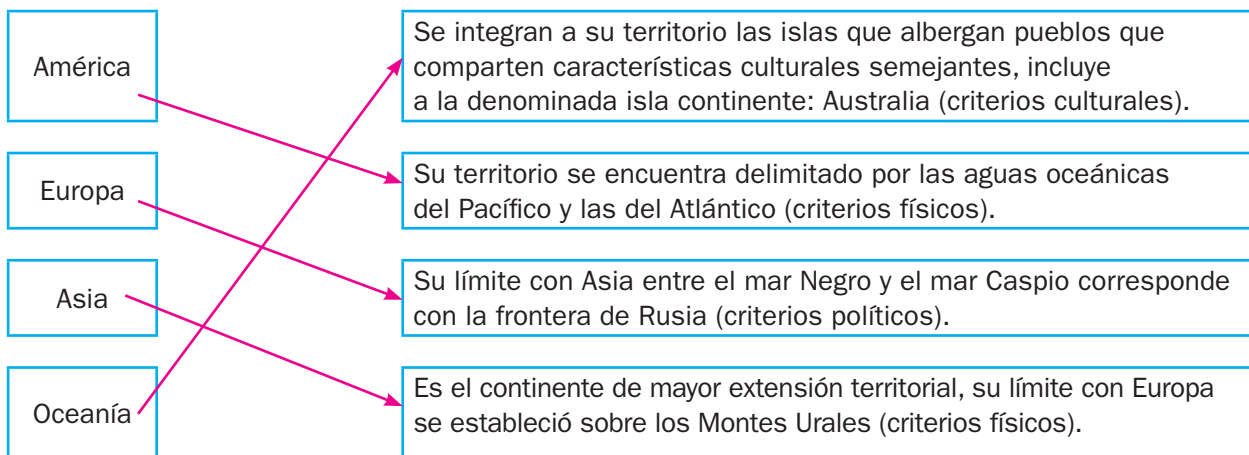 América
Se integran a su territorio las islas que albergan pueblos que
comparten características culturales semejantes, incluye
a la denominada isla continente: Australia (criterios culturales).
Europa
Su territorio se encuentra delimitado por las aguas oceánicas
del Pacífico y las del Atlántico (criterios físicos).
Asia
Su límite con Asia entre el mar Negro y el mar Caspio corresponde
con la frontera de Rusia (criterios políticos).
Oceanía
Es el continente de mayor extensión territorial, su límite con Europa
se estableció sobre los Montes Urales (criterios físicos).